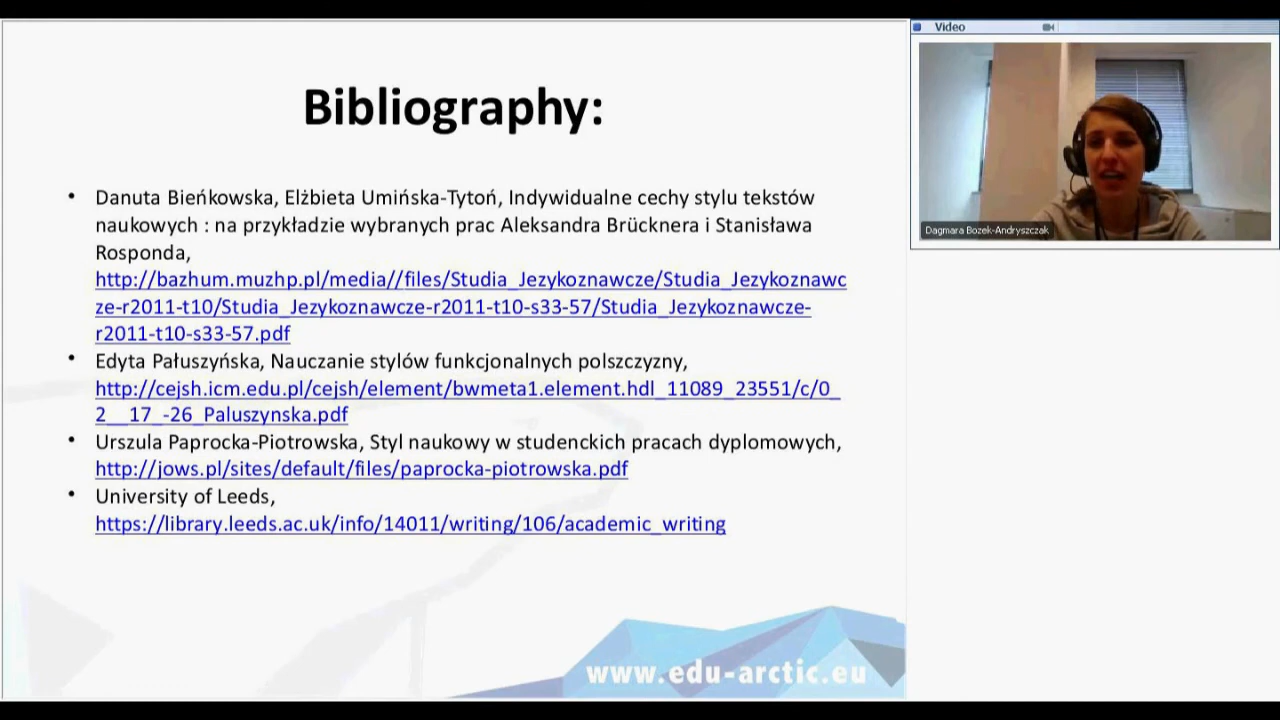 Bibliography:
• Danuta Bieńkowska, Elżbieta Umińska-Tytoń, Indywidualne cechy stylu tekstów
naukowych : na przykładzie wybranych prac Aleksandra Brücknera i Stanisława
Rosponda,
http://bazhum.muzhp.pl/media//files/Studia_Jezykoznawcze/Studia_Jezykoznawc
ze-r2011-t10/Studia_Jezykoznawcze-r2011-t10-s33-57/Studia_Jezykoznawcze-
r2011-t10-s33-57.pdf
• Edyta Pałuszyńska, Nauczanie stylów funkcjonalnych polszczyzny,
http://cejsh.icm.edu.pl/cejsh/element/bwmeta1.element.hdl_11089_23551/c/0_
2__17_-26_Paluszynska.pdf
• Urszula Paprocka-Piotrowska, Styl naukowy w studenckich pracach dyplomowych,
http://jows.pl/sites/default/files/paprocka-piotrowska.pdf
• University of Leeds,
https://library.leeds.ac.uk/info/14011/writing/106/academic_writing
www.edu-arctic.eu
Video
Dagmara Bozek-Andryszczak